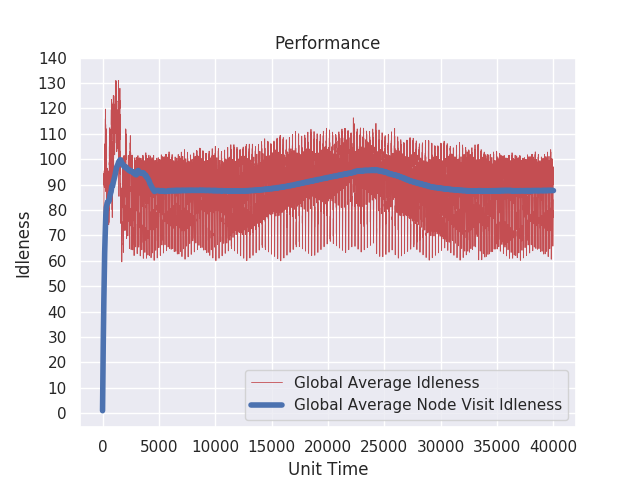 Performance
140
130
120
110
100
90
80
70
60
50
40
30
20
10
0
Idleness
Global Average Idleness
Global Average Node Visit Idleness
0 5000 10000 15000 20000 25000 30000 35000 40000
Unit Time